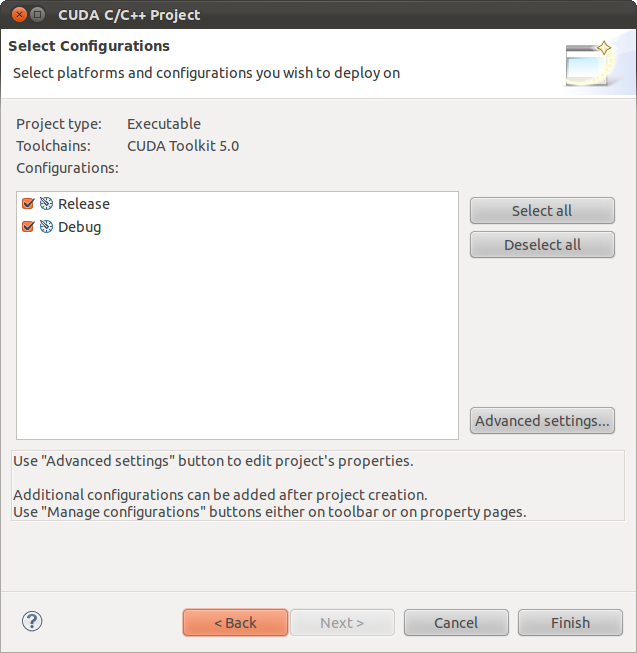 CUDA C/C++ Project
Select Configurations
Select platforms and configurations you wish to deploy on
Project type: Executable
Toolchains: CUDA Toolkit 5.0
Configurations:
Release
Debug
Select all
Deselect all
Advanced settings...
Use "Advanced settings" button to edit project's properties.
Additional configurations can be added after project creation.
Use "Manage configurations" buttons either on toolbar or on property pages.
? < Back Next > Cancel Finish